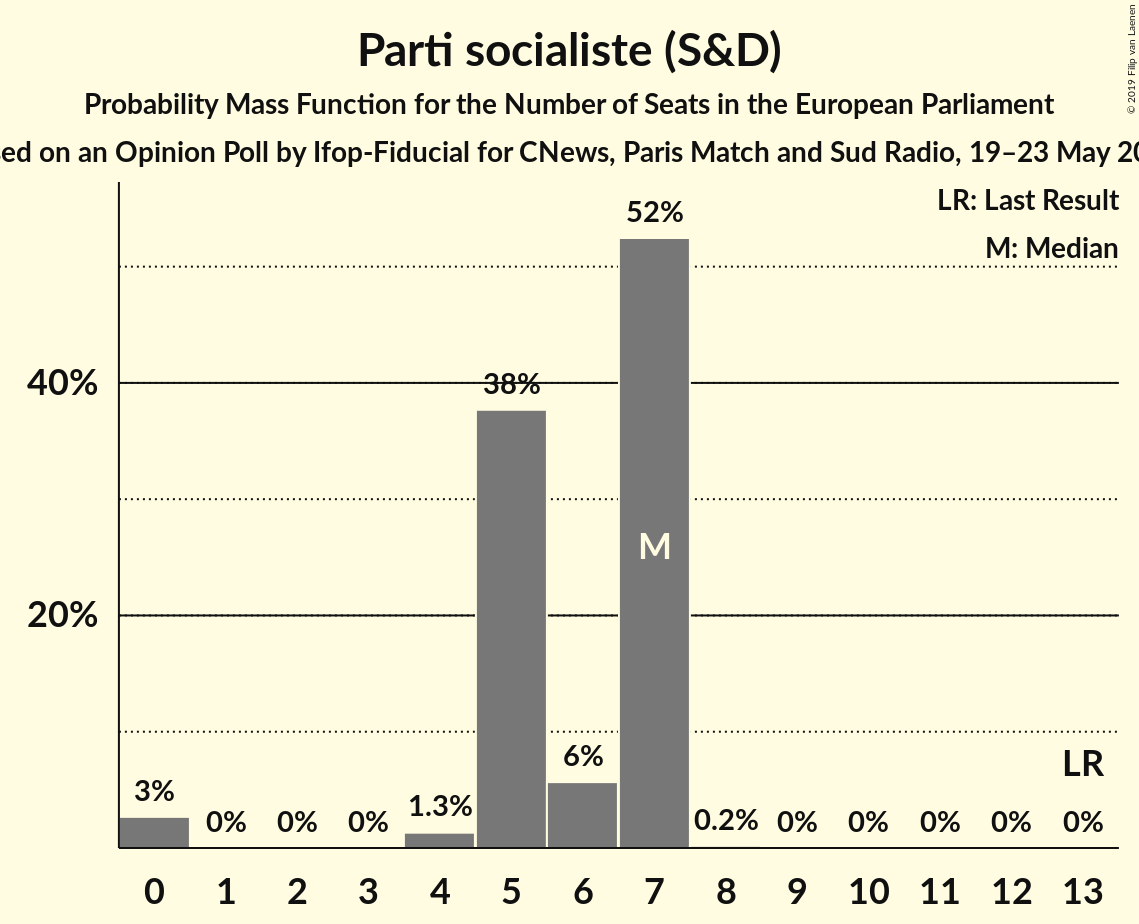 Parti socialiste (S&D)
Probability Mass Function for the Number of Seats in the European Parliament
on an Opinion Poll by Ifop-Fiducial for CNews, Paris Match and Sud Radio, 19–23 May
© 2019 Filip van Laenen
LR: Last Result
M: Median
52%
40%
38%
M
20%
6%
LR
3%
1.3%
0% 0% 0% 0.2% 0% 0% 0% 0% 0%
0 1 2 3 4 5 6 7 8 9 10 11 12 13